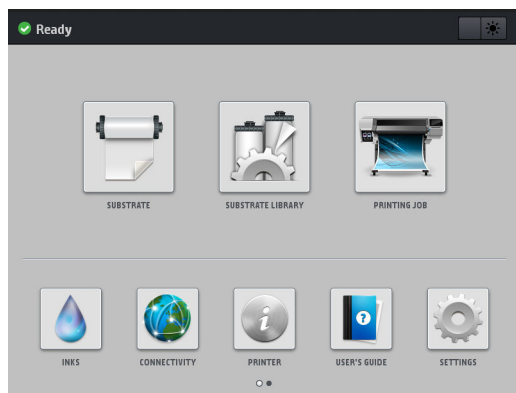 Ready
SUBSTRATE
SUBSTRATE LIBRARY
PRINTING JOB
INKS
CONNECTIVITY
PRINTER
USER'S GUIDE
SETTINGS